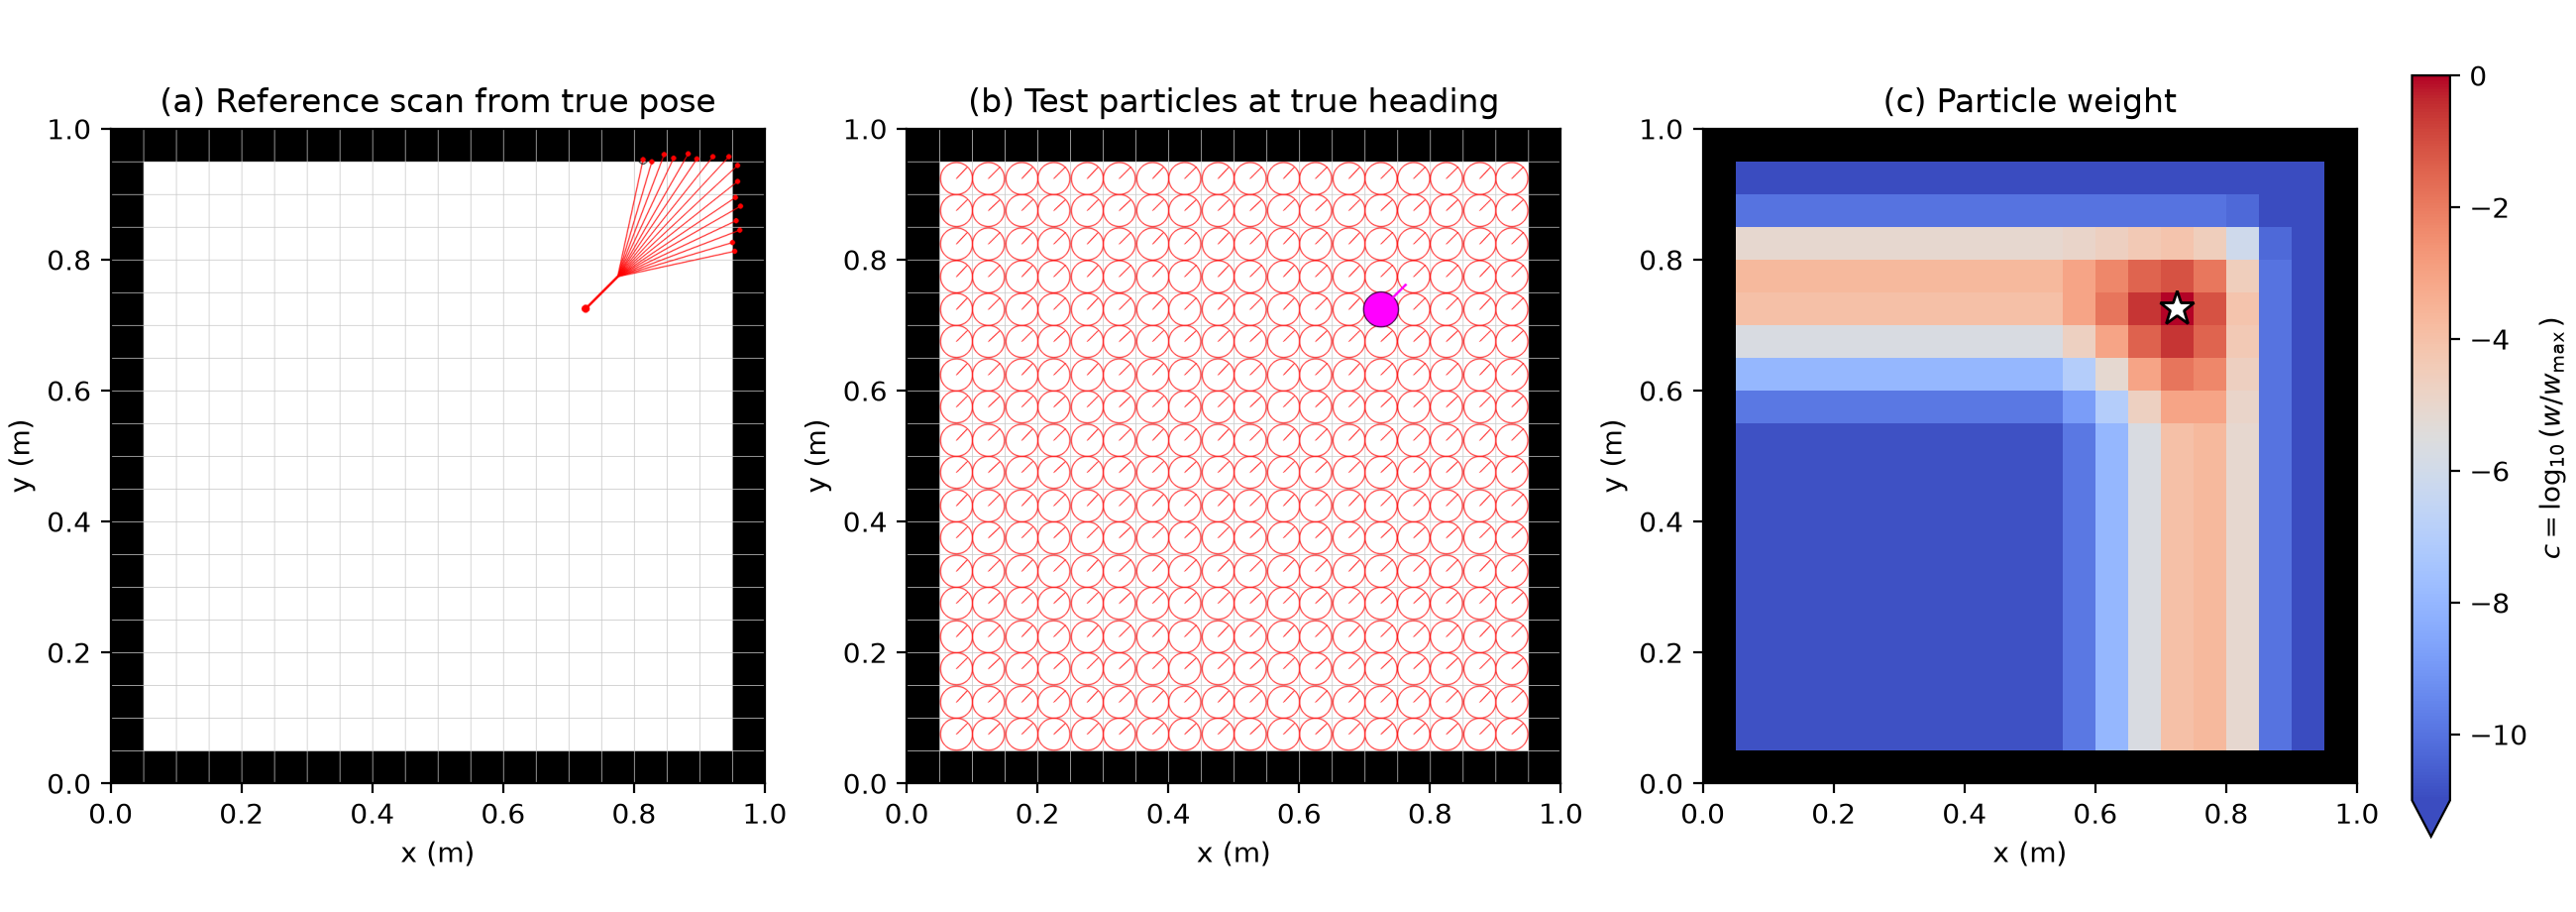 (a) Reference scan from true pose
1.0
0.8
0.6
0.4
0.2
0.0
y (m)
0.0 0.2 0.4 0.6 0.8 1.0
x (m)
(b) Test particles at true heading
1.0
0.8
0.6
0.4
0.2
0.0
y (m)
0.0 0.2 0.4 0.6 0.8 1.0
x (m)
(c) Particle weight
1.0
0.8
0.6
0.4
0.2
0.0
y (m)
0.0 0.2 0.4 0.6 0.8 1.0
x (m)
0
−2
−4
−6
−8
−10
c = log₁₀ (w/w_max)